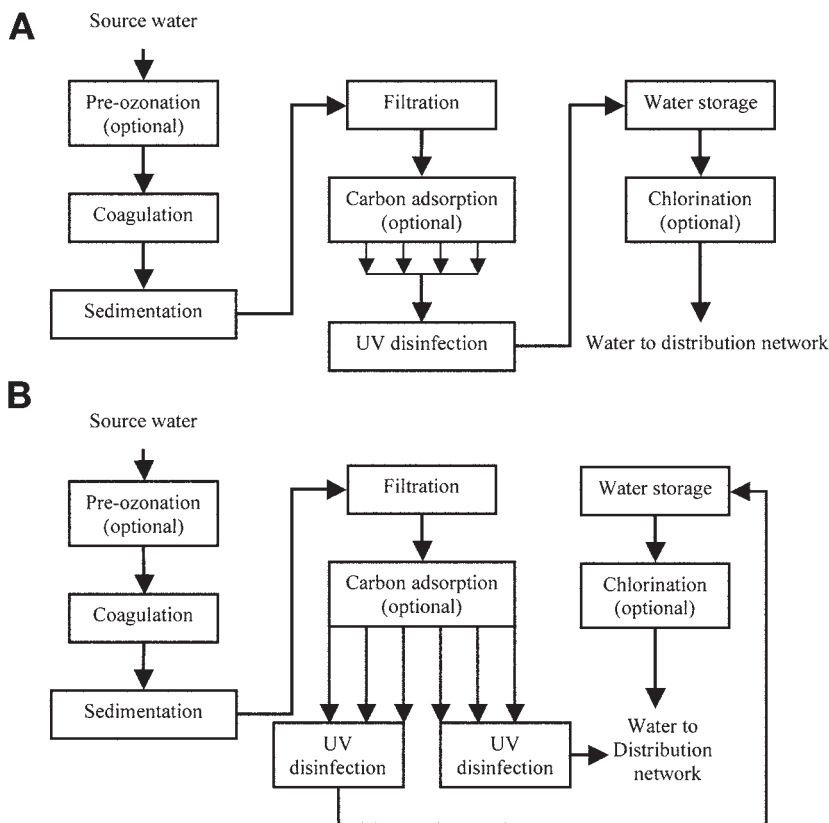 A
Source water
Pre-ozonation
(optional)
Coagulation
Sedimentation
Filtration
Carbon adsorption
(optional)
UV disinfection
Water storage
Chlorination
(optional)
Water to distribution network
B
Source water
Pre-ozonation
(optional)
Coagulation
Sedimentation
Filtration
Carbon adsorption
(optional)
UV
disinfection
UV
disinfection
Water storage
Chlorination
(optional)
Water to
Distribution
network